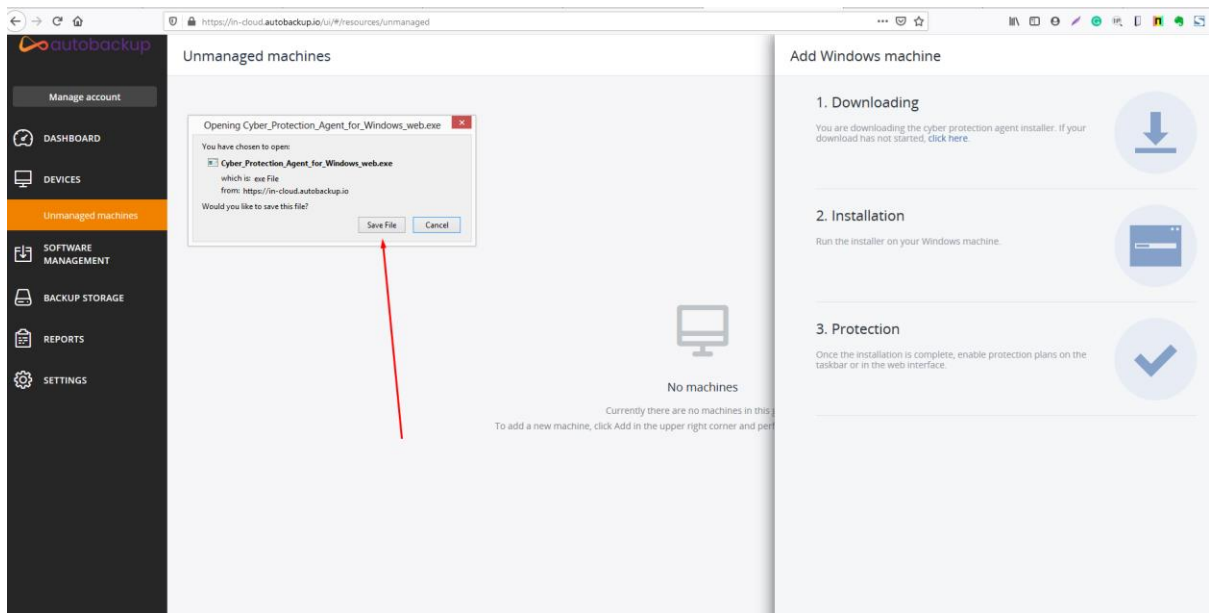 https://in-cloud.autobackup.io/ui/#/resources/unmanaged
autobackup
Manage account
DASHBOARD
DEVICES
Unmanaged machines
SOFTWARE
MANAGEMENT
BACKUP STORAGE
REPORTS
SETTINGS
Unmanaged machines
Opening Cyber_Protection_Agent_for_Windows_web.exe
You have chosen to open:
Cyber_Protection_Agent_for_Windows_web.exe
which is: exe File
from: https://in-cloud.autobackup.io
Would you like to save this file?
Save File Cancel
No machines
Currently there are no machines in this
To add a new machine, click Add in the upper right corner and
Add Windows machine
1. Downloading
You are downloading the cyber protection agent installer. If your
download has not started, click here.
2. Installation
Run the installer on your Windows machine.
3. Protection
Once the installation is complete, enable protection plans on the
taskbar or in the web interface.